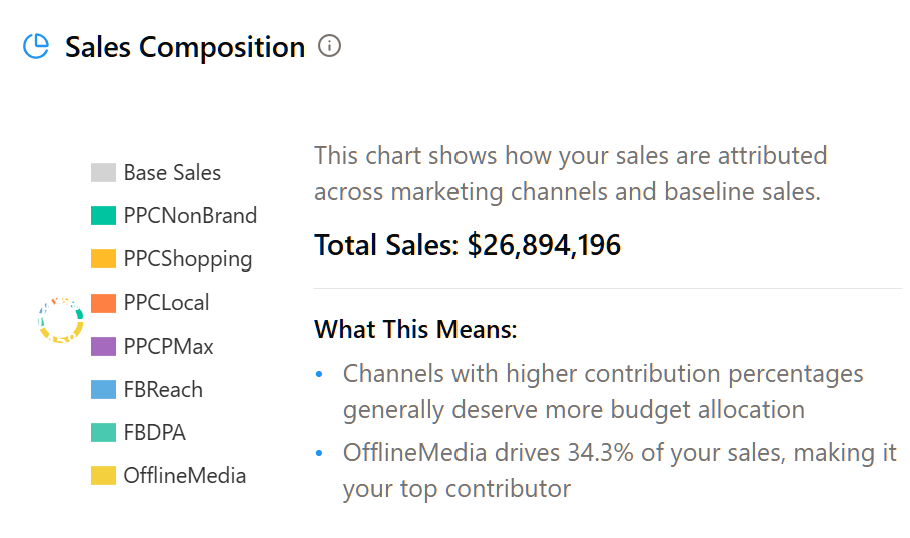 Sales Composition
Base Sales
PPCNonBrand
PPCShopping
PPCLocal
PPCPMax
FBReach
FBDPA
OfflineMedia
This chart shows how your sales are attributed
across marketing channels and baseline sales.
Total Sales: $26,894,196
What This Means:
• Channels with higher contribution percentages
generally deserve more budget allocation
• OfflineMedia drives 34.3% of your sales, making it
your top contributor